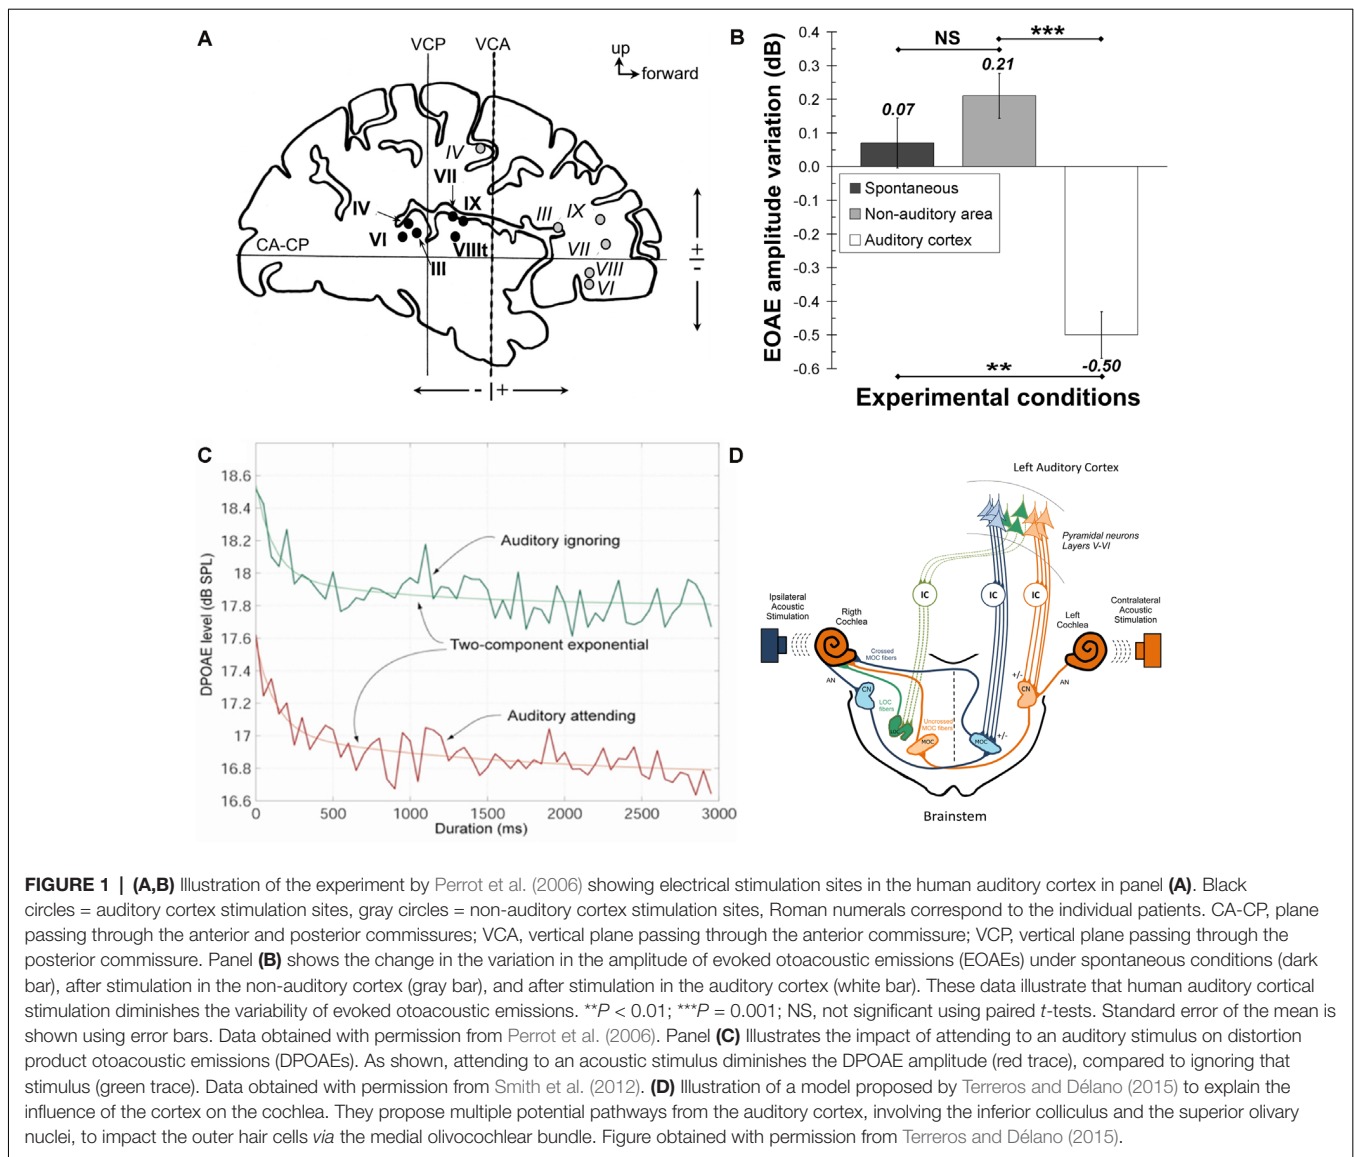 A
VCP
VCA
up
forward
IV
VII
IV
IX
III
IX
VI
VIIIt
VII
CA-CP
III
VIII
VI
+
-
- | +
B
EOAE amplitude variation (dB)
0.4
0.3
0.2
0.1
0.0
-0.1
-0.2
-0.3
-0.4
-0.5
-0.6
NS
***
0.07
0.21
Spontaneous
Non-auditory area
Auditory cortex
-0.50
**
Experimental conditions
C
DPOAE level (dB SPL)
18.6
18.4
18.2
18
17.8
17.6
17.4
17.2
17
16.8
16.6
Auditory ignoring
Two-component exponential
Auditory attending
0
500
1000
1500
2000
2500
3000
Duration (ms)
D
Left Auditory Cortex
Pyramidal neurons
Layers V-VI
IC
IC
IC
Ipsilateral
Acoustic
Stimulation
Rigth
Cochlea
Left
Cochlea
Contralateral
Acoustic
Stimulation
Crossed
MOC fibers
AN
CN
LOC
fibers
Uncrossed
MOC fibers
+/-
CN
AN
MOC
MOC
+/-
Brainstem
FIGURE 1 | (A,B) Illustration of the experiment by Perrot et al. (2006) showing electrical stimulation sites in the human auditory cortex in panel (A). Black
circles = auditory cortex stimulation sites, gray circles = non-auditory cortex stimulation sites, Roman numerals correspond to the individual patients. CA-CP, plane
passing through the anterior and posterior commissures; VCA, vertical plane passing through the anterior commissure; VCP, vertical plane passing through the
posterior commissure. Panel (B) shows the change in the variation in the amplitude of evoked otoacoustic emissions (EOAEs) under spontaneous conditions (dark
bar), after stimulation in the non-auditory cortex (gray bar), and after stimulation in the auditory cortex (white bar). These data illustrate that human auditory cortical
stimulation diminishes the variability of evoked otoacoustic emissions. **P < 0.01; ***P = 0.001; NS, not significant using paired t-tests. Standard error of the mean is
shown using error bars. Data obtained with permission from Perrot et al. (2006). Panel (C) Illustrates the impact of attending to an auditory stimulus on distortion
product otoacoustic emissions (DPOAEs). As shown, attending to an acoustic stimulus diminishes the DPOAE amplitude (red trace), compared to ignoring that
stimulus (green trace). Data obtained with permission from Smith et al. (2012). (D) Illustration of a model proposed by Terreros and Délano (2015) to explain the
influence of the cortex on the cochlea. They propose multiple potential pathways from the auditory cortex, involving the inferior colliculus and the superior olivary
nuclei, to impact the outer hair cells via the medial olivocochlear bundle. Figure obtained with permission from Terreros and Délano (2015).